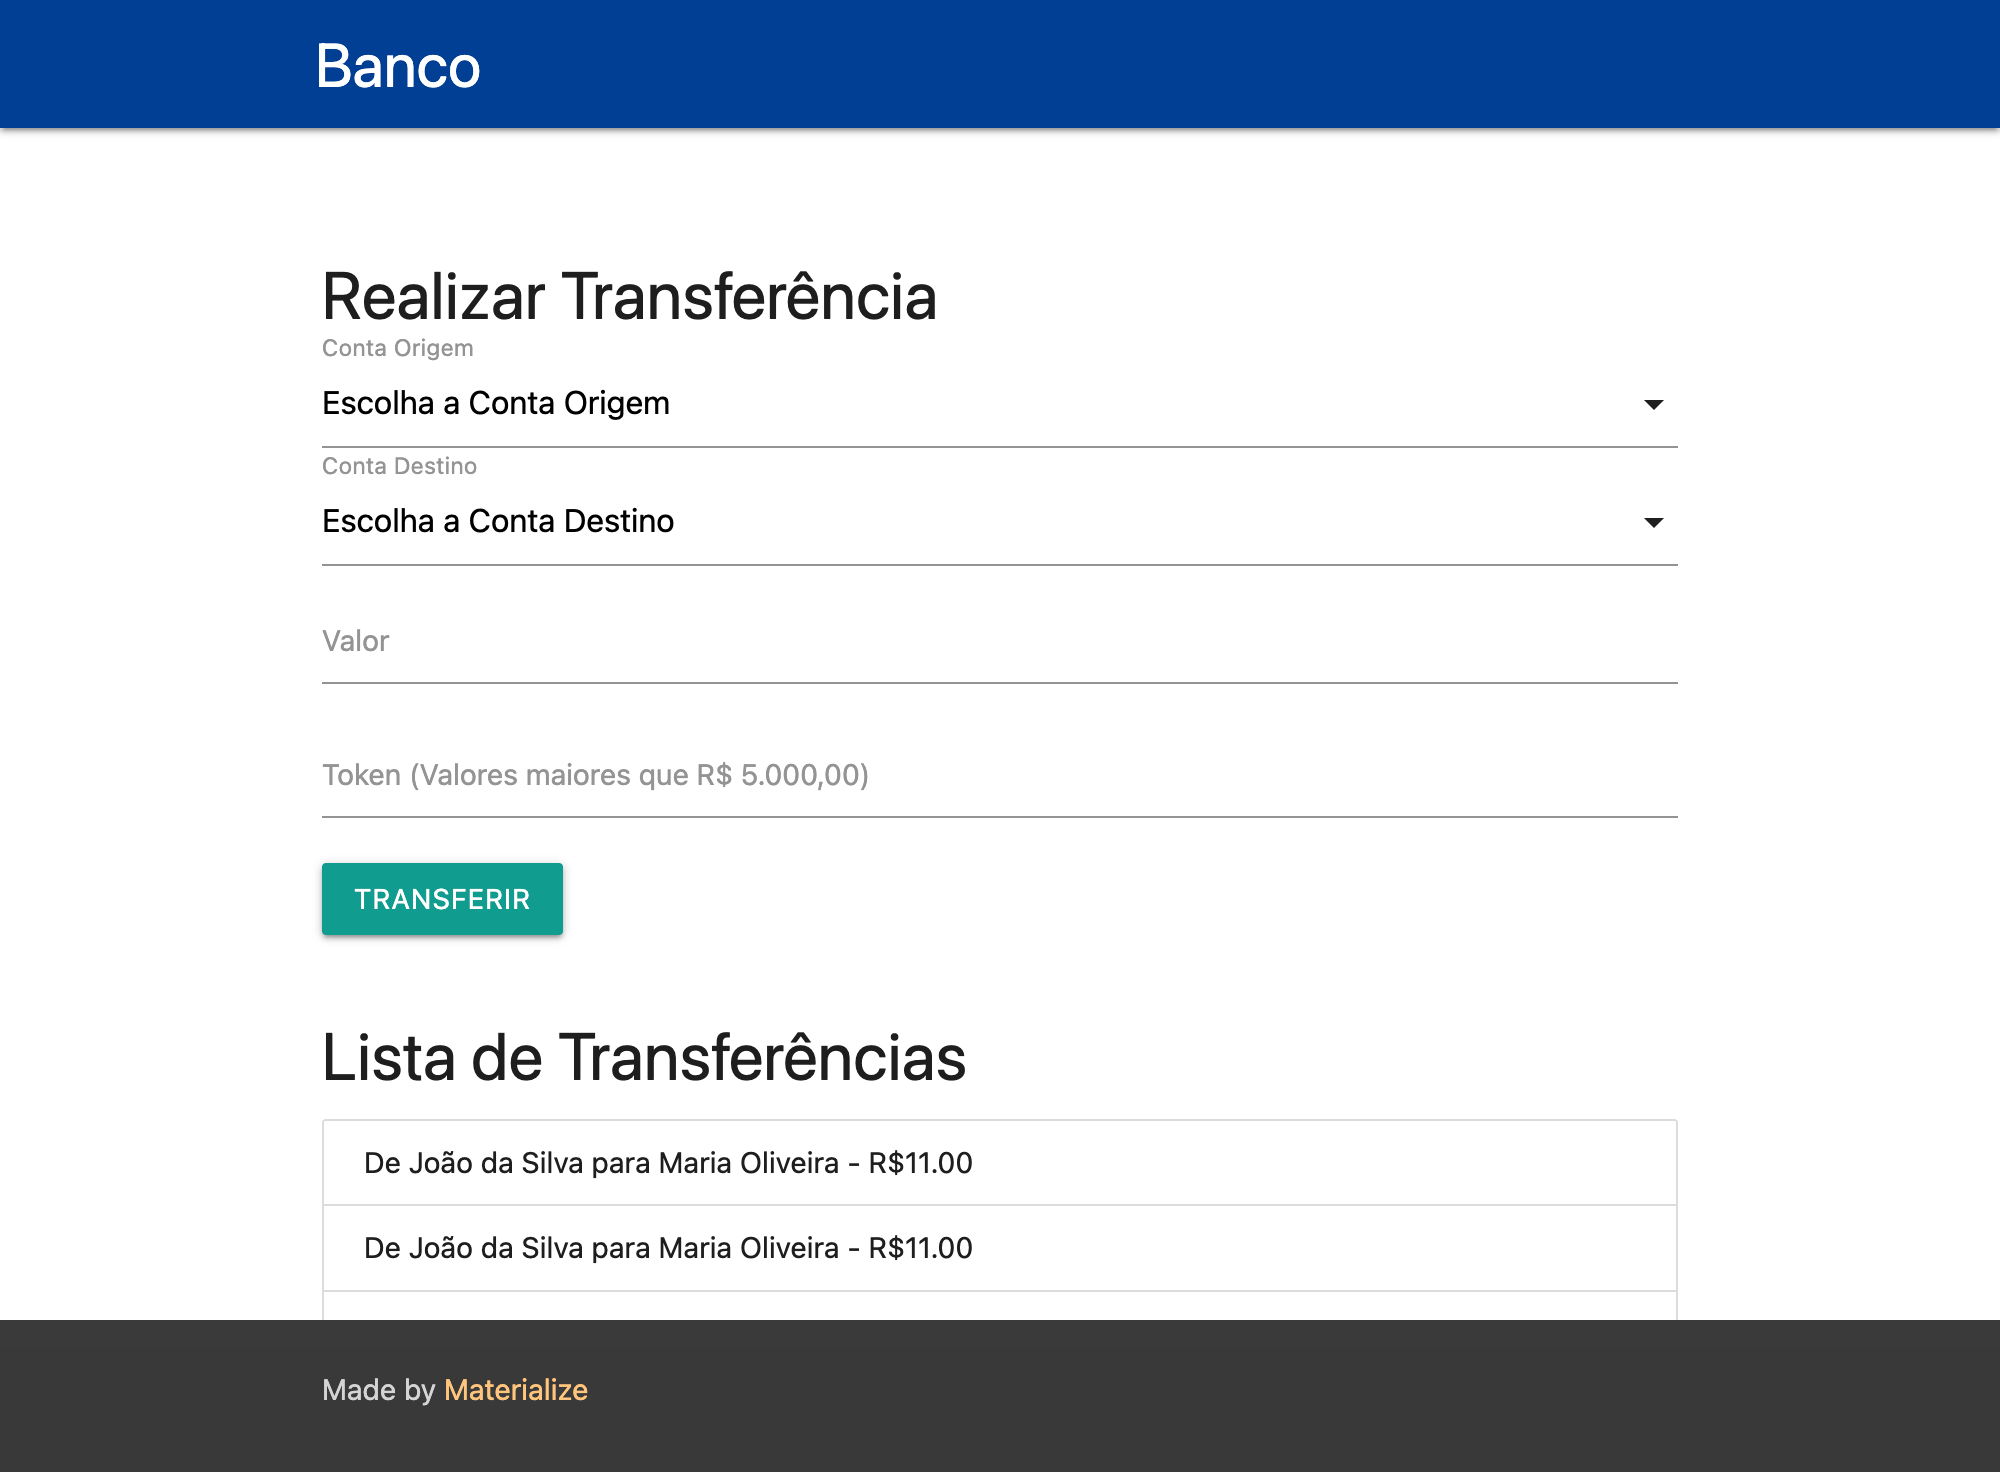 Banco
Realizar Transferência
Conta Origem
Escolha a Conta Origem
Conta Destino
Escolha a Conta Destino
Valor
Token (Valores maiores que R$ 5.000,00)
TRANSFERIR
Lista de Transferências
De João da Silva para Maria Oliveira - R$11.00
De João da Silva para Maria Oliveira - R$11.00
Made by Materialize